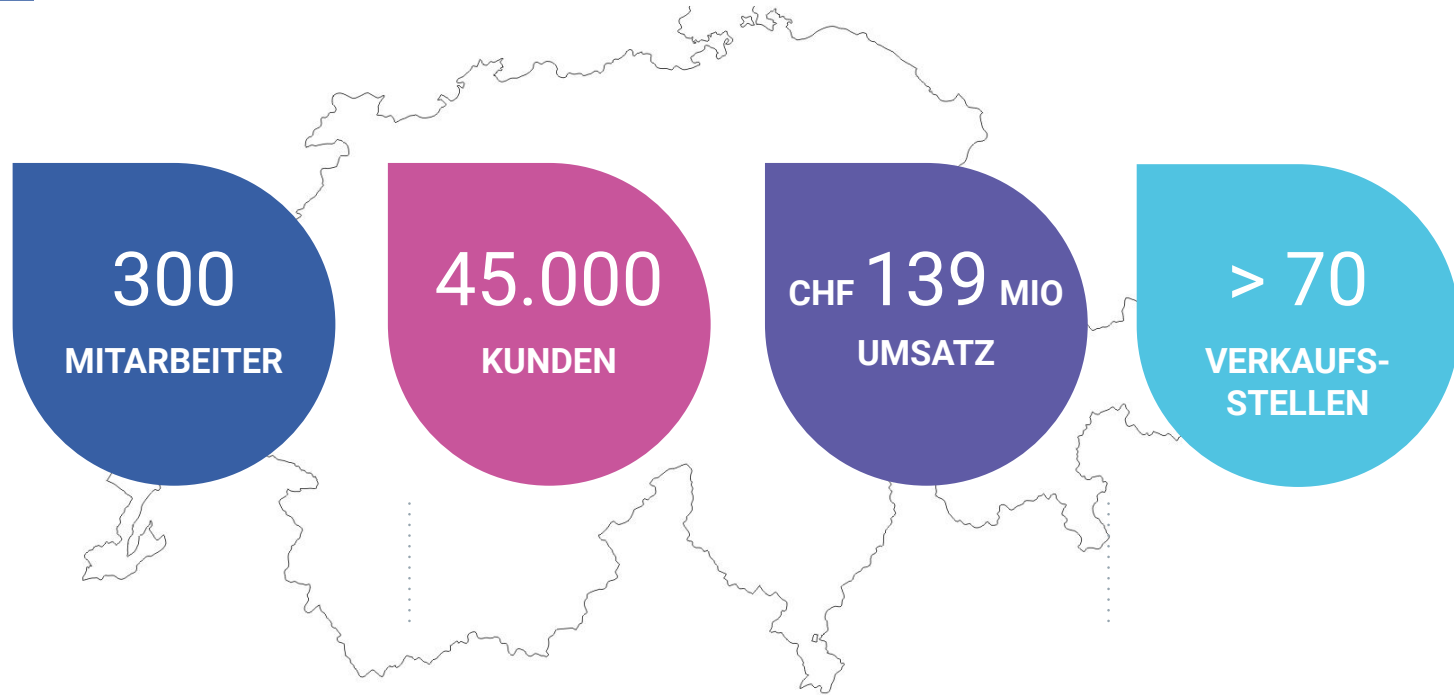 300
MITARBEITER
45.000
KUNDEN
CHF 139 MIO
UMSATZ
> 70
VERKAUFS-
STELLEN